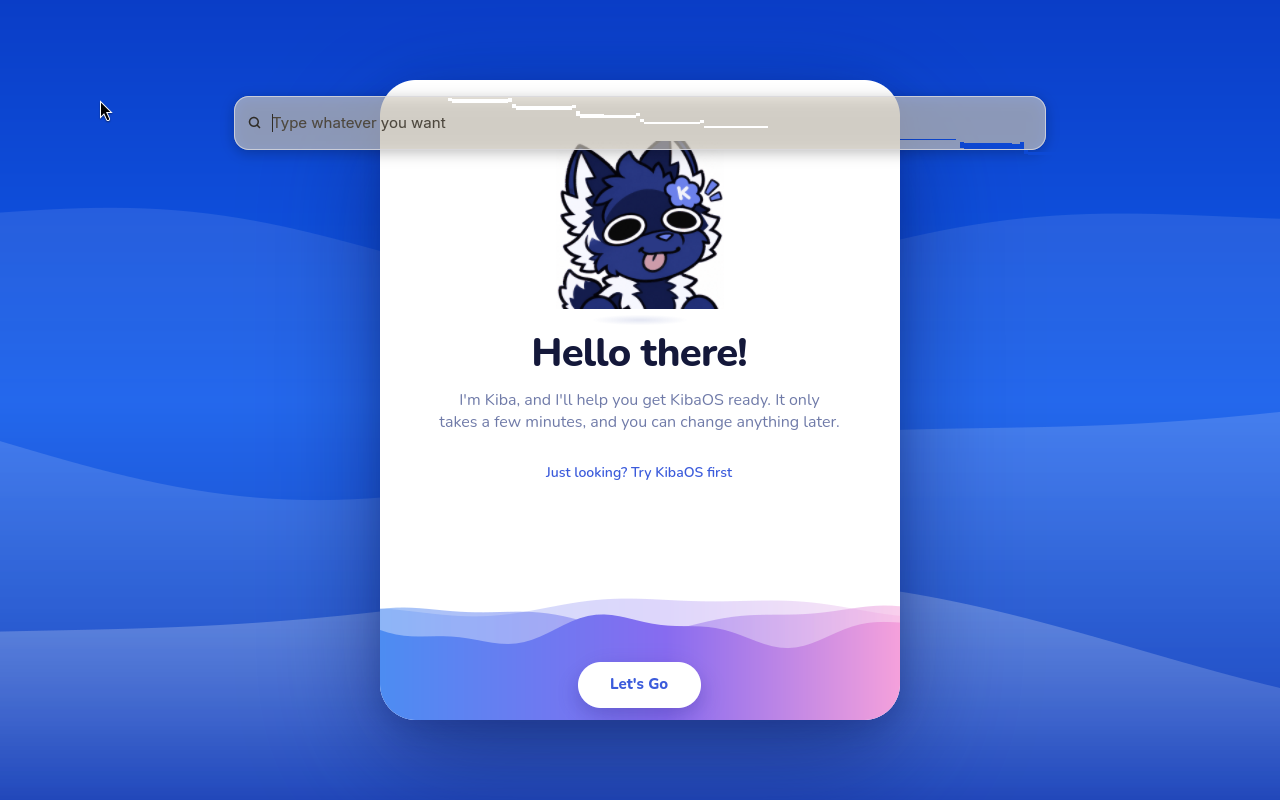 Type whatever you want
K
Hello there!
I'm Kiba, and I'll help you get KibaOS ready. It only
takes a few minutes, and you can change anything later.
Just looking? Try KibaOS first
Let's Go